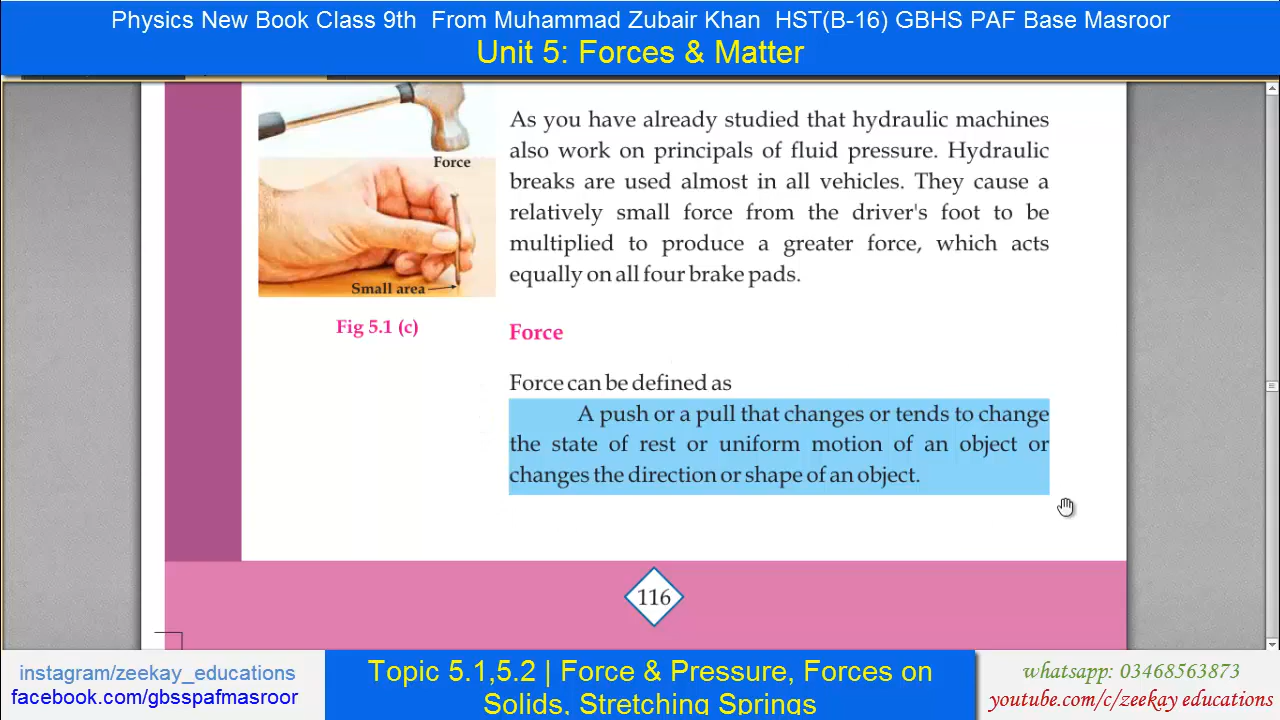 Physics New Book Class 9th From Muhammad Zubair Khan HST(B-16) GBHS PAF Base Masroor
Unit 5: Forces & Matter
Force
Small area
Fig 5.1 (c)
As you have already studied that hydraulic machines
also work on principals of fluid pressure. Hydraulic
breaks are used almost in all vehicles. They cause a
relatively small force from the driver's foot to be
multiplied to produce a greater force, which acts
equally on all four brake pads.
Force
Force can be defined as
A push or a pull that changes or tends to change
the state of rest or uniform motion of an object or
changes the direction or shape of an object.
116
instagram/zeekay_educations
facebook.com/gbsspafmasroor
Topic 5.1,5.2 | Force & Pressure, Forces on
Solids, Stretching Springs
whatsapp: 03468563873
youtube.com/c/zeekay educations